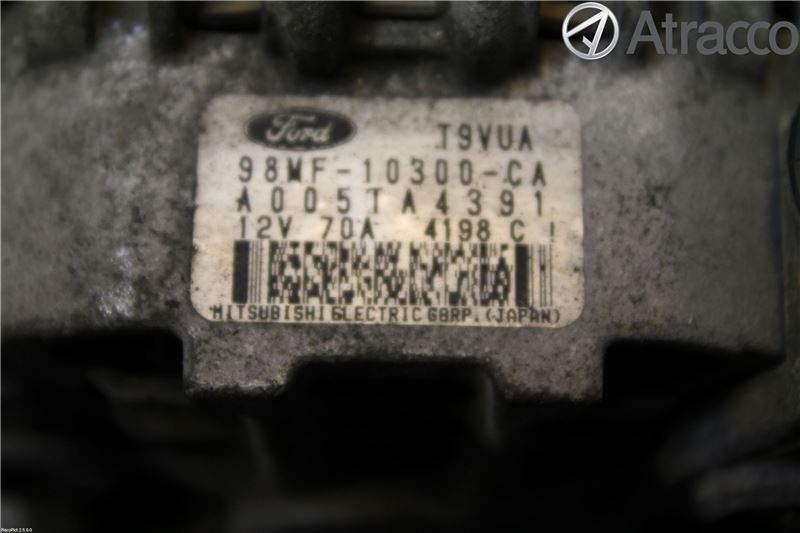 Atracco
Ford T9VUA
98MF-10300-CA
A005TA4391
12V 70A 4198 C
MITSUBISHI ELECTRIC CORP. (JAPAN)